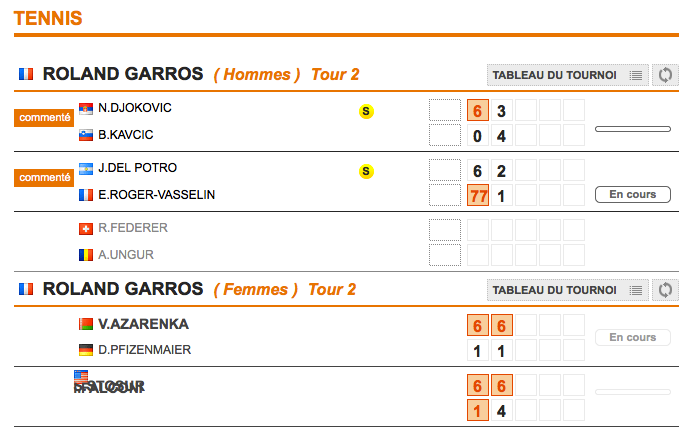 TENNIS
ROLAND GARROS ( Hommes ) Tour 2 TABLEAU DU TOURNOI
commenté N.DJOKOVIC S 6 3
B.KAVCIC 0 4
commenté J.DEL POTRO S 6 2
E.ROGER-VASSELIN 77 1 En cours
R.FEDERER
A.UNGUR
ROLAND GARROS ( Femmes ) Tour 2 TABLEAU DU TOURNOI
V.AZARENKA 6 6 En cours
D.PFIZENMAIER 1 1
6 6
1 4